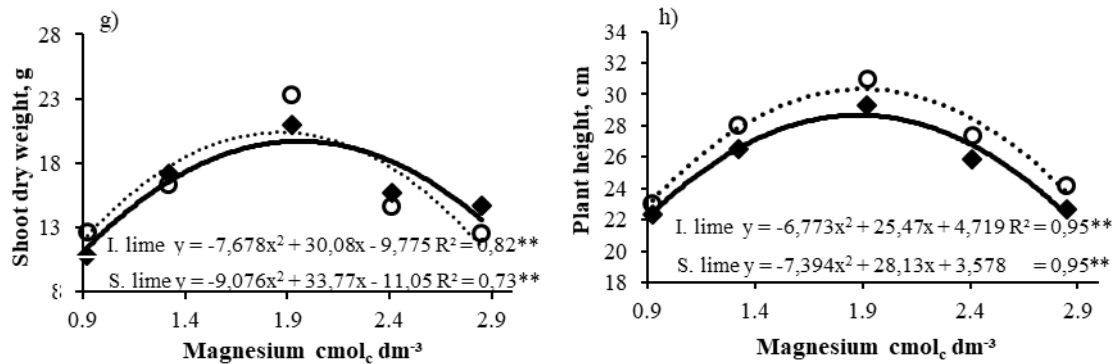 g)
Shoot dry weight, g
28
23
18
13
8
I. lime y = -7,678x² + 30,08x - 9,775 R² = 0,82**
S. lime y = -9,076x² + 33,77x - 11,05 R² = 0,73**
0.9 1.4 1.9 2.4 2.9
Magnesium cmolc dm⁻³
h)
Plant height, cm
34
32
30
28
26
24
22
20
18
I. lime y = -6,773x² + 25,47x + 4,719 R² = 0,95**
S. lime y = -7,394x² + 28,13x + 3,578 = 0,95**
0.9 1.4 1.9 2.4 2.9
Magnesium cmolc dm⁻³